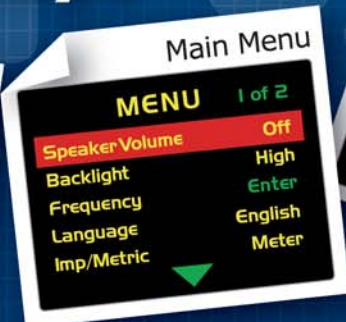 Main Menu
MENU 1 of 2
Speaker Volume Off
Backlight High
Frequency Enter
Language English
Imp/Metric Meter